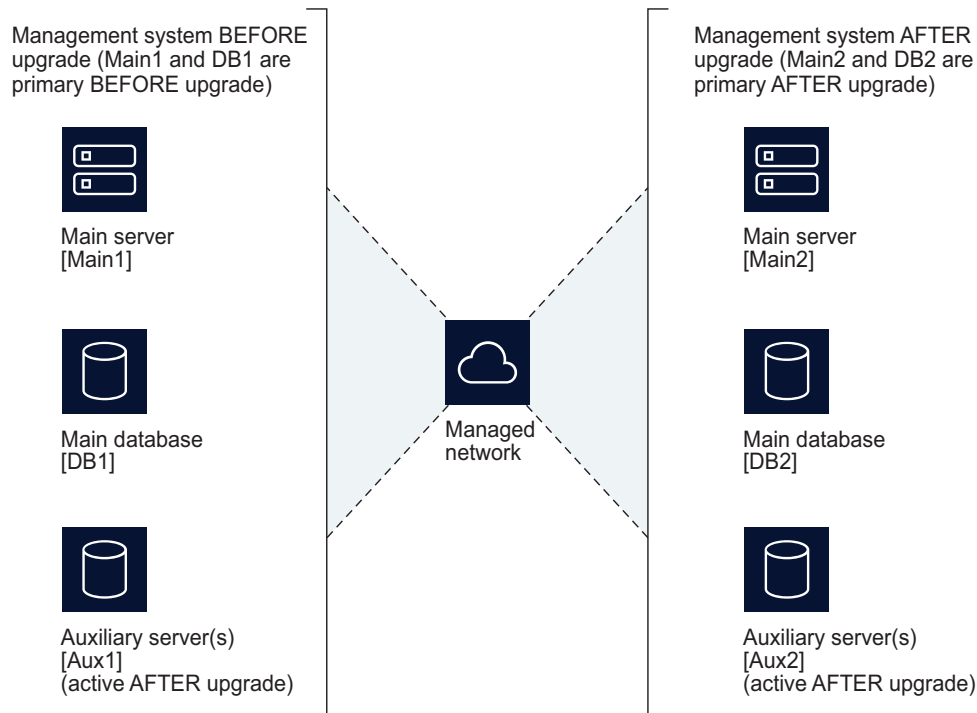 Management system BEFORE
upgrade (Main1 and DB1 are
primary BEFORE upgrade)
Main server
[Main1]
Main database
[DB1]
Auxiliary server(s)
[Aux1]
(active AFTER upgrade)
Managed
network
Management system AFTER
upgrade (Main2 and DB2 are
primary AFTER upgrade)
Main server
[Main2]
Main database
[DB2]
Auxiliary server(s)
[Aux2]
(active AFTER upgrade)